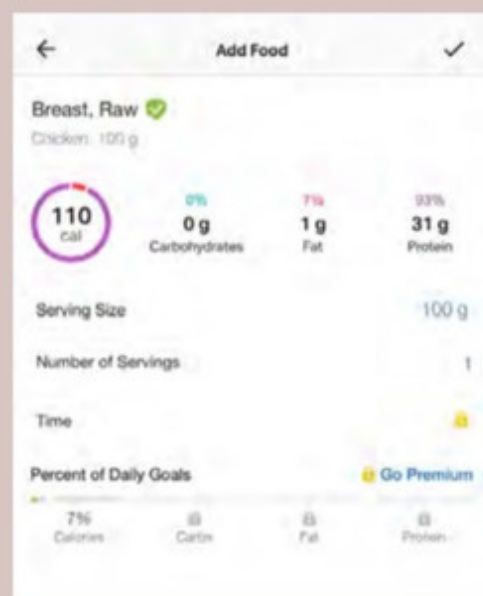 Add Food
Breast, Raw
Chicken, 100 g
0% 7% 93%
110 0 g 1 g 31 g
cal Carbohydrates Fat Protein
Serving Size 100 g
Number of Servings 1
Time
Percent of Daily Goals Go Premium
7%
Calories Carbs Fat Protein